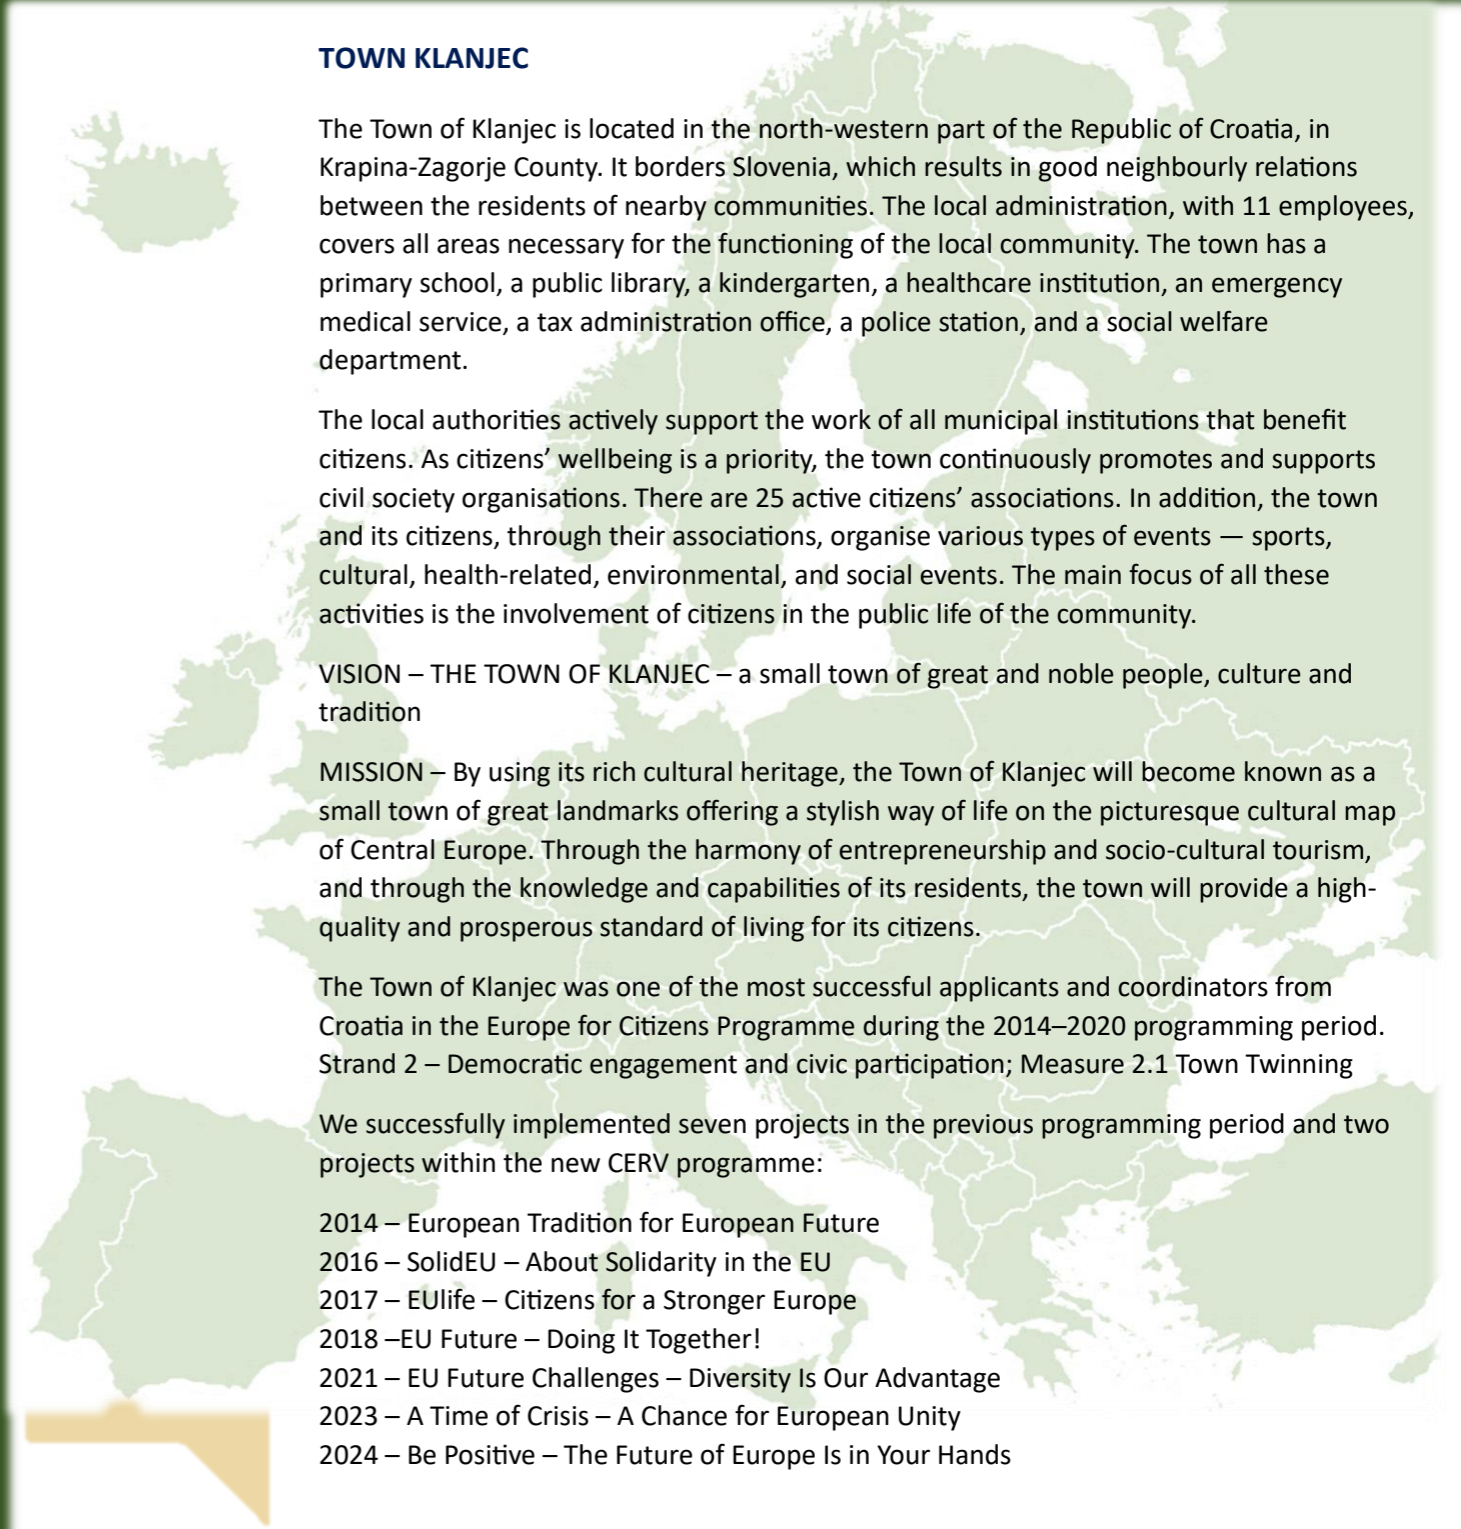 TOWN KLANJEC
The Town of Klanjec is located in the north-western part of the Republic of Croatia, in
Krapina-Zagorje County. It borders Slovenia, which results in good neighbourly relations
between the residents of nearby communities. The local administration, with 11 employees,
covers all areas necessary for the functioning of the local community. The town has a
primary school, a public library, a kindergarten, a healthcare institution, an emergency
medical service, a tax administration office, a police station, and a social welfare
department.
The local authorities actively support the work of all municipal institutions that benefit
citizens. As citizens’ wellbeing is a priority, the town continuously promotes and supports
civil society organisations. There are 25 active citizens’ associations. In addition, the town
and its citizens, through their associations, organise various types of events — sports,
cultural, health-related, environmental, and social events. The main focus of all these
activities is the involvement of citizens in the public life of the community.
VISION – THE TOWN OF KLANJEC – a small town of great and noble people, culture and
tradition
MISSION – By using its rich cultural heritage, the Town of Klanjec will become known as a
small town of great landmarks offering a stylish way of life on the picturesque cultural map
of Central Europe. Through the harmony of entrepreneurship and socio-cultural tourism,
and through the knowledge and capabilities of its residents, the town will provide a high-
quality and prosperous standard of living for its citizens.
The Town of Klanjec was one of the most successful applicants and coordinators from
Croatia in the Europe for Citizens Programme during the 2014–2020 programming period.
Strand 2 – Democratic engagement and civic participation; Measure 2.1 Town Twinning
We successfully implemented seven projects in the previous programming period and two
projects within the new CERV programme:
2014 – European Tradition for European Future
2016 – SolidEU – About Solidarity in the EU
2017 – EUlife – Citizens for a Stronger Europe
2018 –EU Future – Doing It Together!
2021 – EU Future Challenges – Diversity Is Our Advantage
2023 – A Time of Crisis – A Chance for European Unity
2024 – Be Positive – The Future of Europe Is in Your Hands